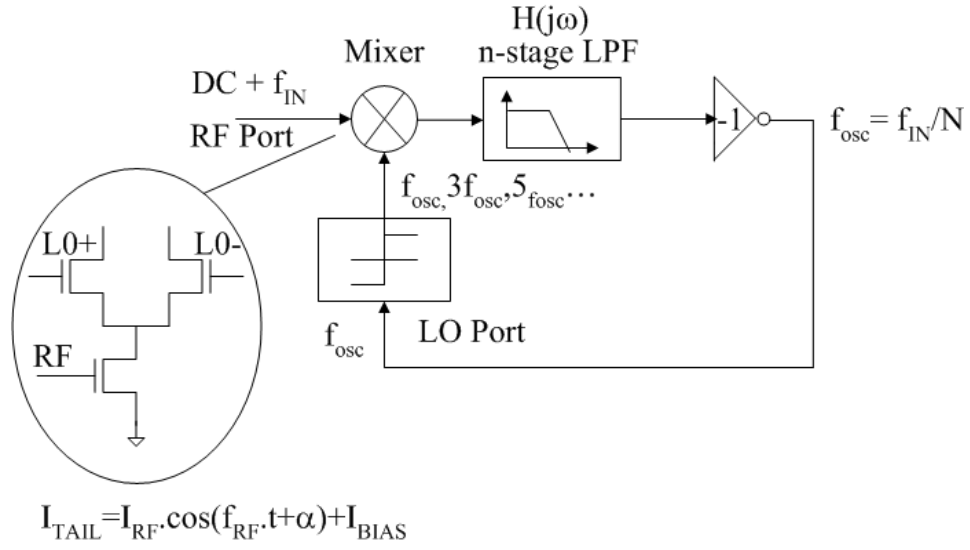 H(jω)
n-stage LPF
Mixer
DC + f_IN
RF Port
-1
f_osc = f_IN/N
f_osc, 3f_osc, 5_fosc...
L0+
L0-
f_osc
LO Port
RF
I_TAIL=I_RF.cos(f_RF.t+α)+I_BIAS